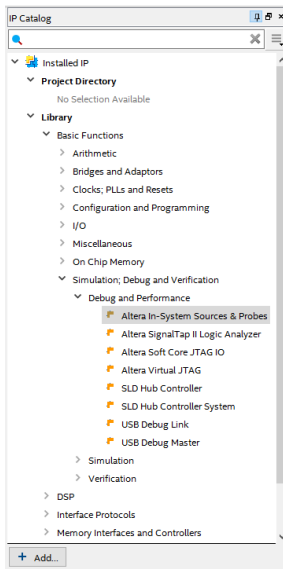 IP Catalog
Installed IP
Project Directory
No Selection Available
Library
Basic Functions
Arithmetic
Bridges and Adaptors
Clocks; PLLs and Resets
Configuration and Programming
I/O
Miscellaneous
On Chip Memory
Simulation; Debug and Verification
Debug and Performance
Altera In-System Sources & Probes
Altera SignalTap II Logic Analyzer
Altera Soft Core JTAG IO
Altera Virtual JTAG
SLD Hub Controller
SLD Hub Controller System
USB Debug Link
USB Debug Master
Simulation
Verification
DSP
Interface Protocols
Memory Interfaces and Controllers
+ Add...